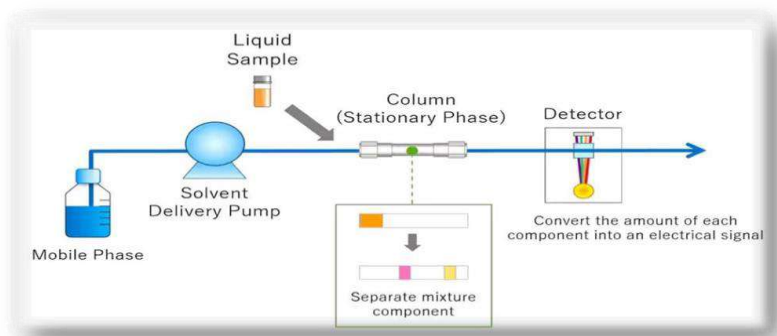 Liquid
Sample
Column
(Stationary Phase)
Detector
Solvent
Delivery Pump
Mobile Phase
Convert the amount of each
component into an electrical signal
Separate mixture
component